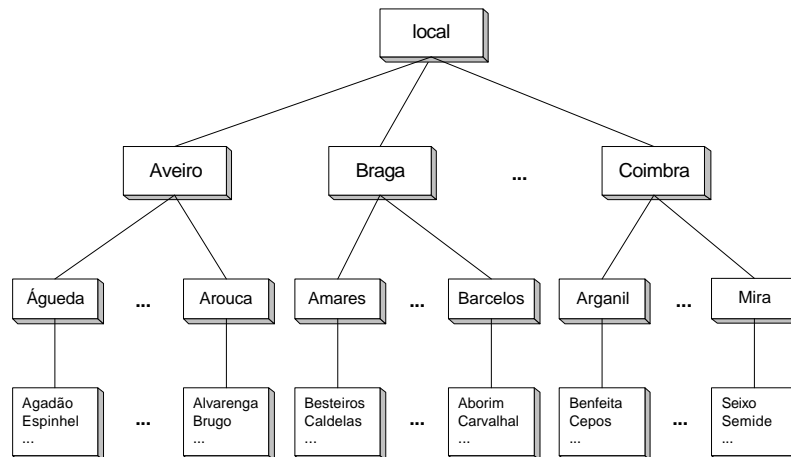 local
Aveiro
Braga
...
Coimbra
Águeda
...
Arouca
Amares
...
Barcelos
Arganil
...
Mira
Agadão
Espinhel
...
...
Alvarenga
Brugo
...
Besteiros
Caldelas
...
...
Aborim
Carvalhal
...
Benfeita
Cepos
...
...
Seixo
Semide
...